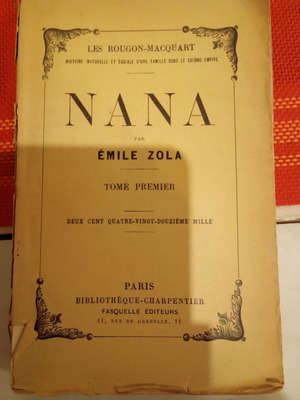 LES ROUGON-MACQUART
HISTOIRE NATURELLE ET SOCIALE D'UNE FAMILLE SOUS LE SECOND EMPIRE
NANA
PAR
ÉMILE ZOLA
TOME PREMIER
DEUX CENT QUATRE-VINGT-DOUZIÈME MILLE
PARIS
BIBLIOTHÈQUE-CHARPENTIER
FASQUELLE ÉDITEURS
11, RUE DE GRENELLE, 11